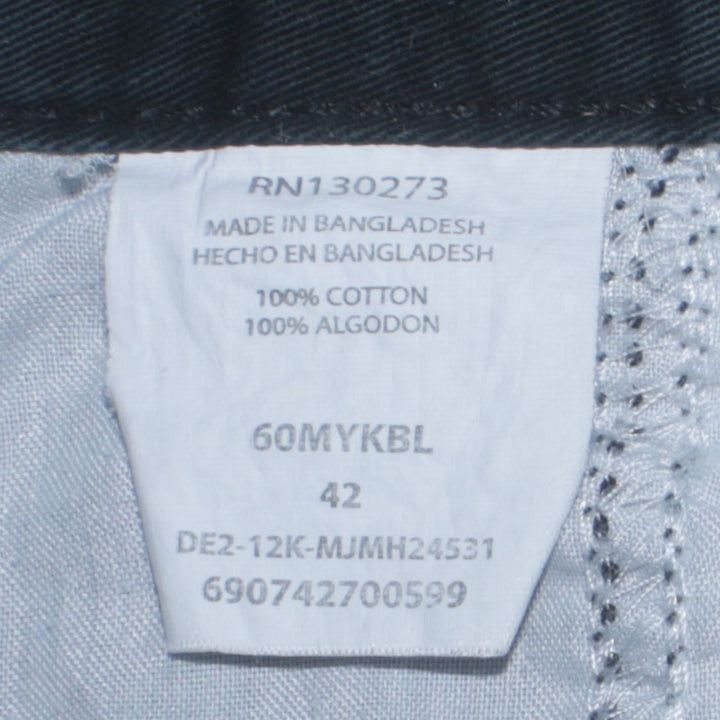 RN130273
MADE IN BANGLADESH
HECHO EN BANGLADESH
100% COTTON
100% ALGODON
60MYKBL
42
DE2-12K-MJMH24531
690742700599